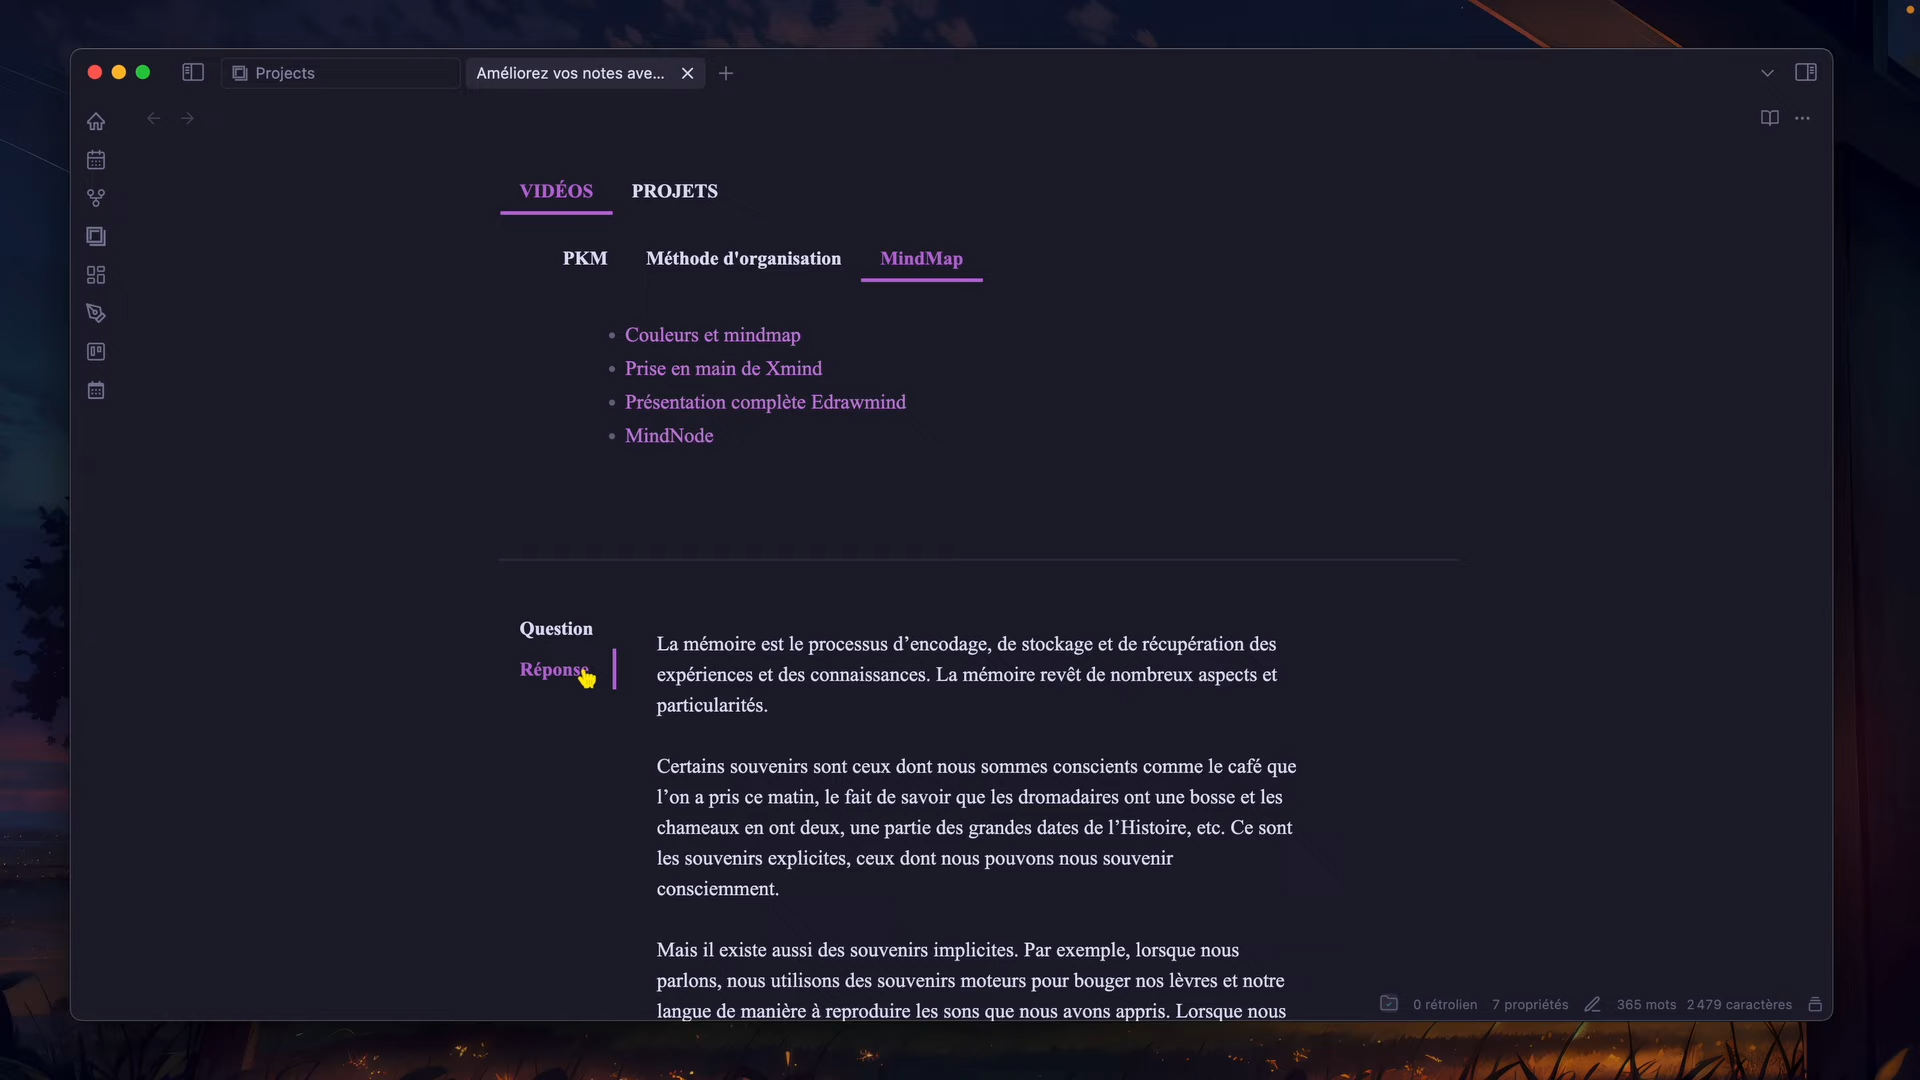 Projects
Améliorez vos notes ave...
VIDÉOS
PROJETS
PKM
Méthode d'organisation
MindMap
Couleurs et mindmap
Prise en main de Xmind
Présentation complète Edrawmind
MindNode
Question
Réponse
La mémoire est le processus d’encodage, de stockage et de récupération des
expériences et des connaissances. La mémoire revêt de nombreux aspects et
particularités.
Certains souvenirs sont ceux dont nous sommes conscients comme le café que
l’on a pris ce matin, le fait de savoir que les dromadaires ont une bosse et les
chameaux en ont deux, une partie des grandes dates de l’Histoire, etc. Ce sont
les souvenirs explicites, ceux dont nous pouvons nous souvenir
consciemment.
Mais il existe aussi des souvenirs implicites. Par exemple, lorsque nous
parlons, nous utilisons des souvenirs moteurs pour bouger nos lèvres et notre
langue de manière à reproduire les sons que nous avons appris. Lorsque nous
0 rétrolien
7 propriétés
365 mots
2 479 caractères